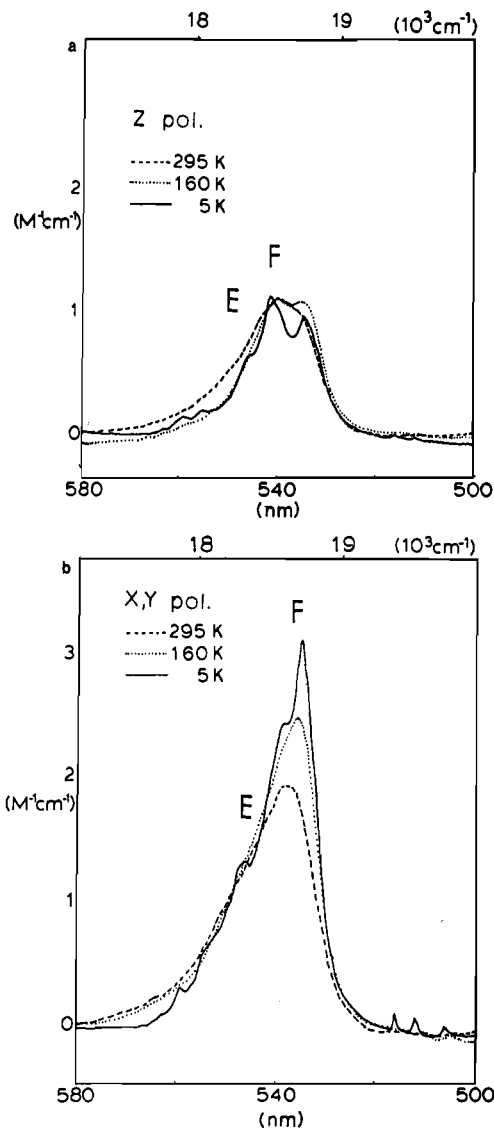 18 19 (10³cm⁻¹)
a
Z pol.
------ 295 K
········ 160 K
—— 5 K
2
(M⁻¹cm⁻¹)
F
E
1
0
580 540 500
(nm)
18 19 (10³cm⁻¹)
b
X,Y pol.
------ 295 K
········ 160 K
—— 5 K
F
3
2
(M⁻¹cm⁻¹)
E
1
0
580 540 500
(nm)